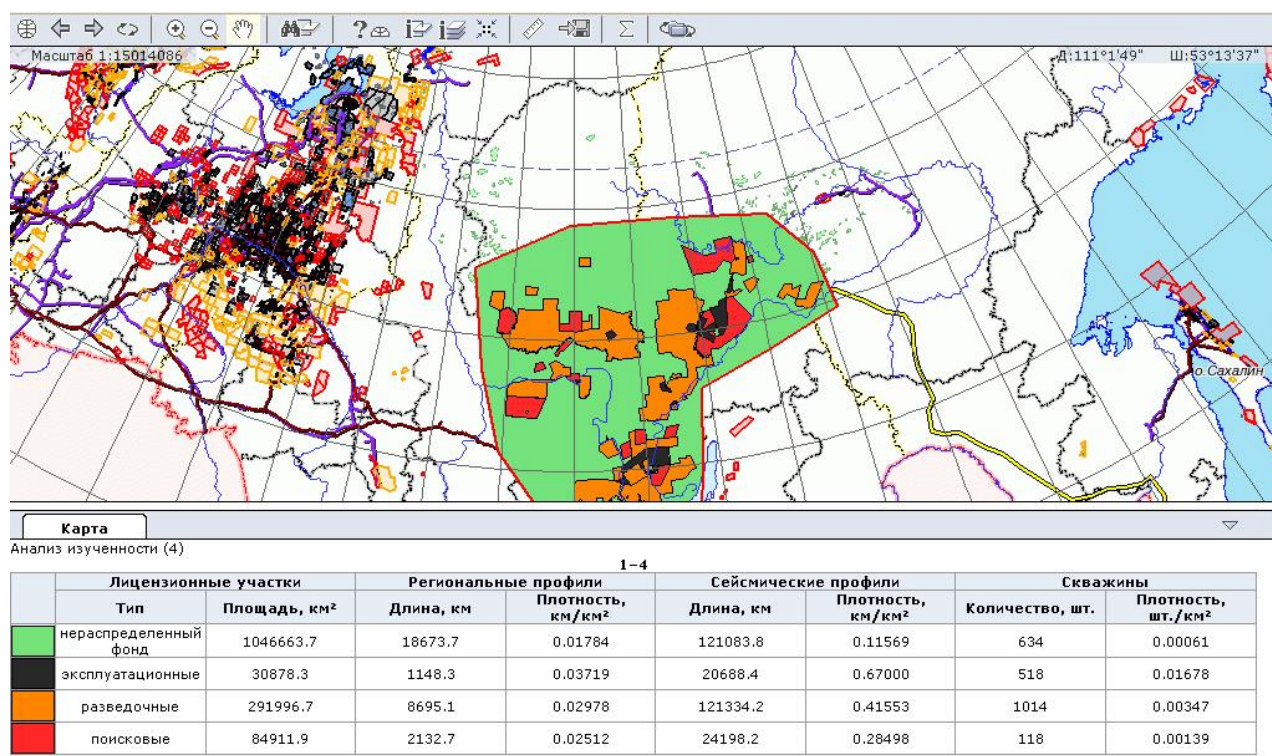 Масштаб 1:15014086
Д:111°1'49" Ш:53°13'37"
о.Сахалин
Карта
Анализ изученности (4)
1-4
Лицензионные участки Региональные профили Сейсмические профили Скважины
Тип Площадь, км² Длина, км Плотность, км/км² Длина, км Плотность, км/км² Количество, шт. Плотность, шт./км²
нераспределенный фонд 1046663.7 18673.7 0.01784 121083.8 0.11569 634 0.00061
эксплуатационные 30878.3 1148.3 0.03719 20688.4 0.67000 518 0.01678
разведочные 291996.7 8695.1 0.02978 121334.2 0.41553 1014 0.00347
поисковые 84911.9 2132.7 0.02512 24198.2 0.28498 118 0.00139